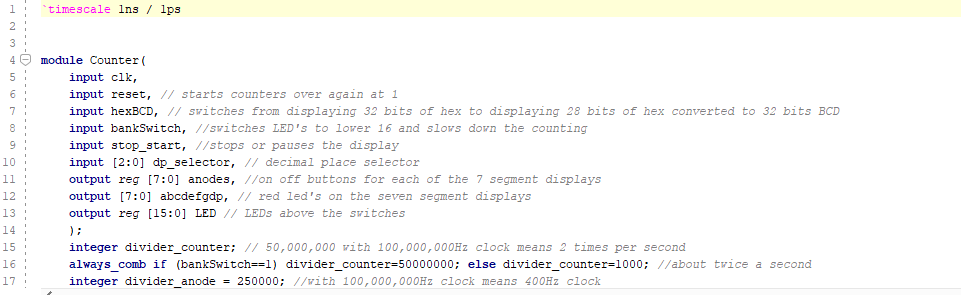 1 `timescale 1ns / 1ps
2
3
4 module Counter(
5 input clk,
6 input reset, // starts counters over again at 1
7 input hexBCD, // switches from displaying 32 bits of hex to displaying 28 bits of hex converted to 32 bits BCD
8 input bankSwitch, //switches LED's to lower 16 and slows down the counting
9 input stop_start, //stops or pauses the display
10 input [2:0] dp_selector, // decimal place selector
11 output reg [7:0] anodes, //on off buttons for each of the 7 segment displays
12 output [7:0] abcdefgdp, // red led's on the seven segment displays
13 output reg [15:0] LED // LEDs above the switches
14 );
15 integer divider_counter; // 50,000,000 with 100,000,000Hz clock means 2 times per second
16 always_comb if (bankSwitch==1) divider_counter=50000000; else divider_counter=1000; //about twice a second
17 integer divider_anode = 250000; //with 100,000,000Hz clock means 400Hz clock